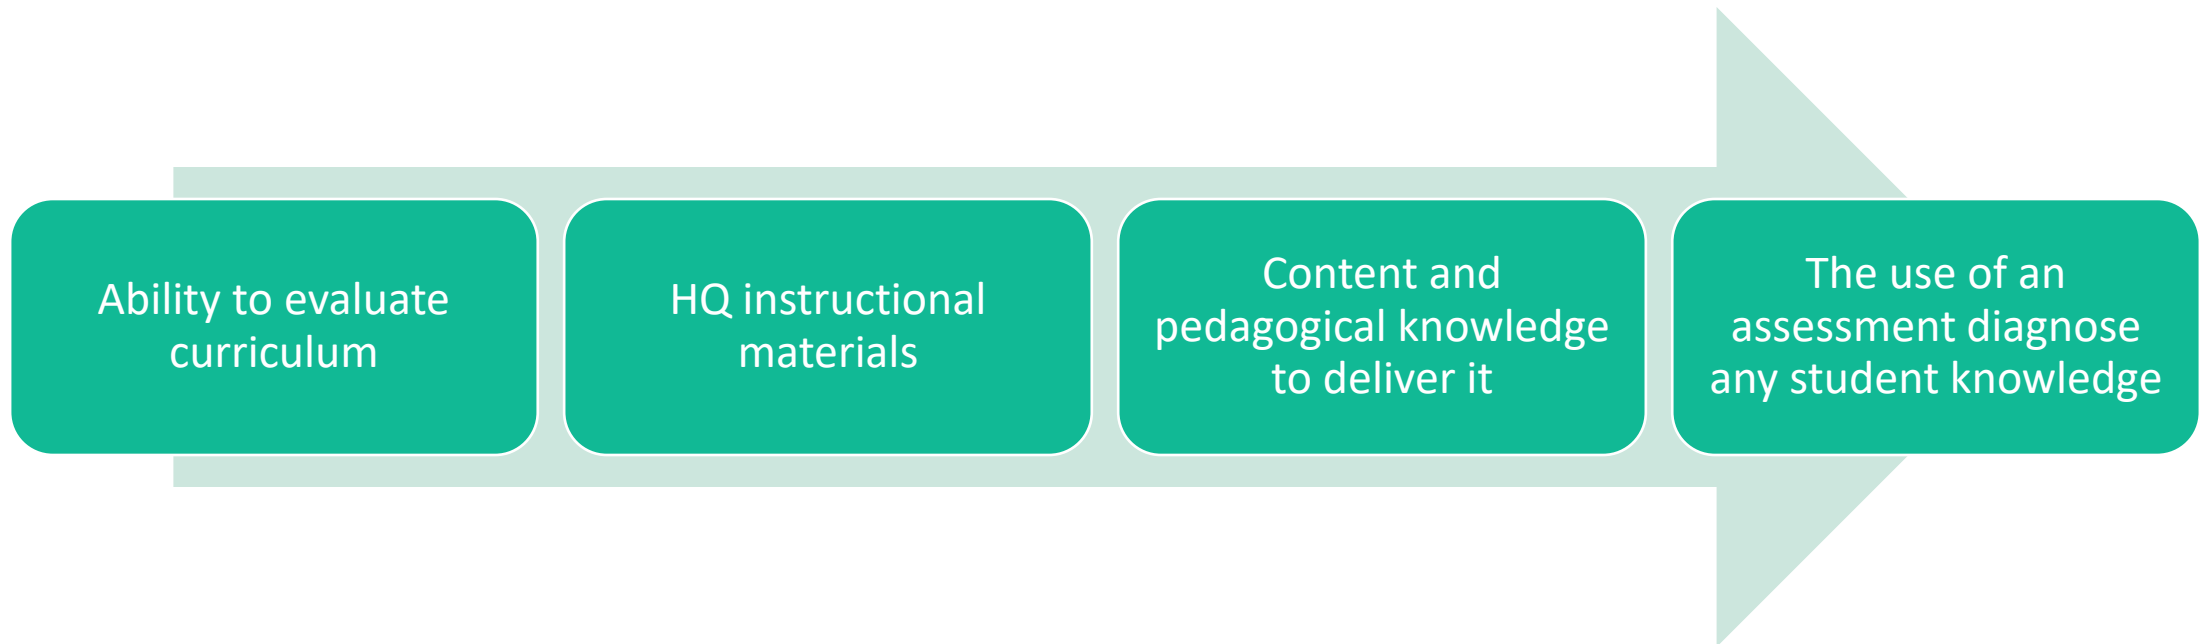 Ability to evaluate
curriculum
HQ instructional
materials
Content and
pedagogical knowledge
to deliver it
The use of an
assessment diagnose
any student knowledge